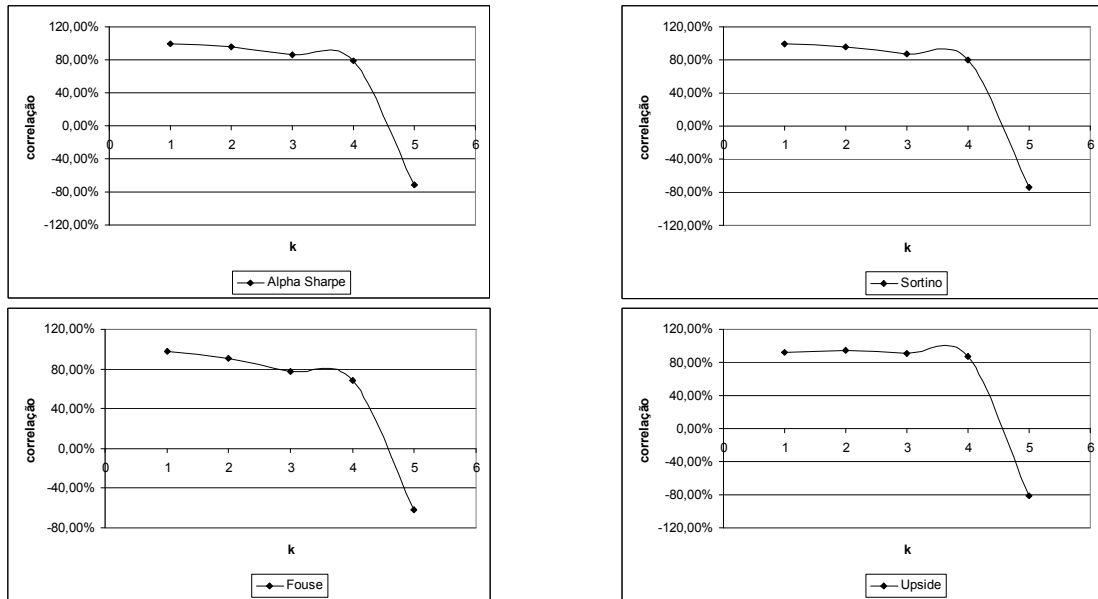 120,00%
80,00%
40,00%
0,00%
-40,00%
-80,00%
-120,00%
0 1 2 3 4 5 6
correlação
k
Alpha Sharpe
120,00%
80,00%
40,00%
0,00%
-40,00%
-80,00%
-120,00%
0 1 2 3 4 5 6
correlação
k
Sortino
120,00%
80,00%
40,00%
0,00%
-40,00%
-80,00%
0 1 2 3 4 5 6
correlação
k
Fouse
120,00%
80,00%
40,00%
0,00%
-40,00%
-80,00%
-120,00%
0 1 2 3 4 5 6
correlação
k
Upside